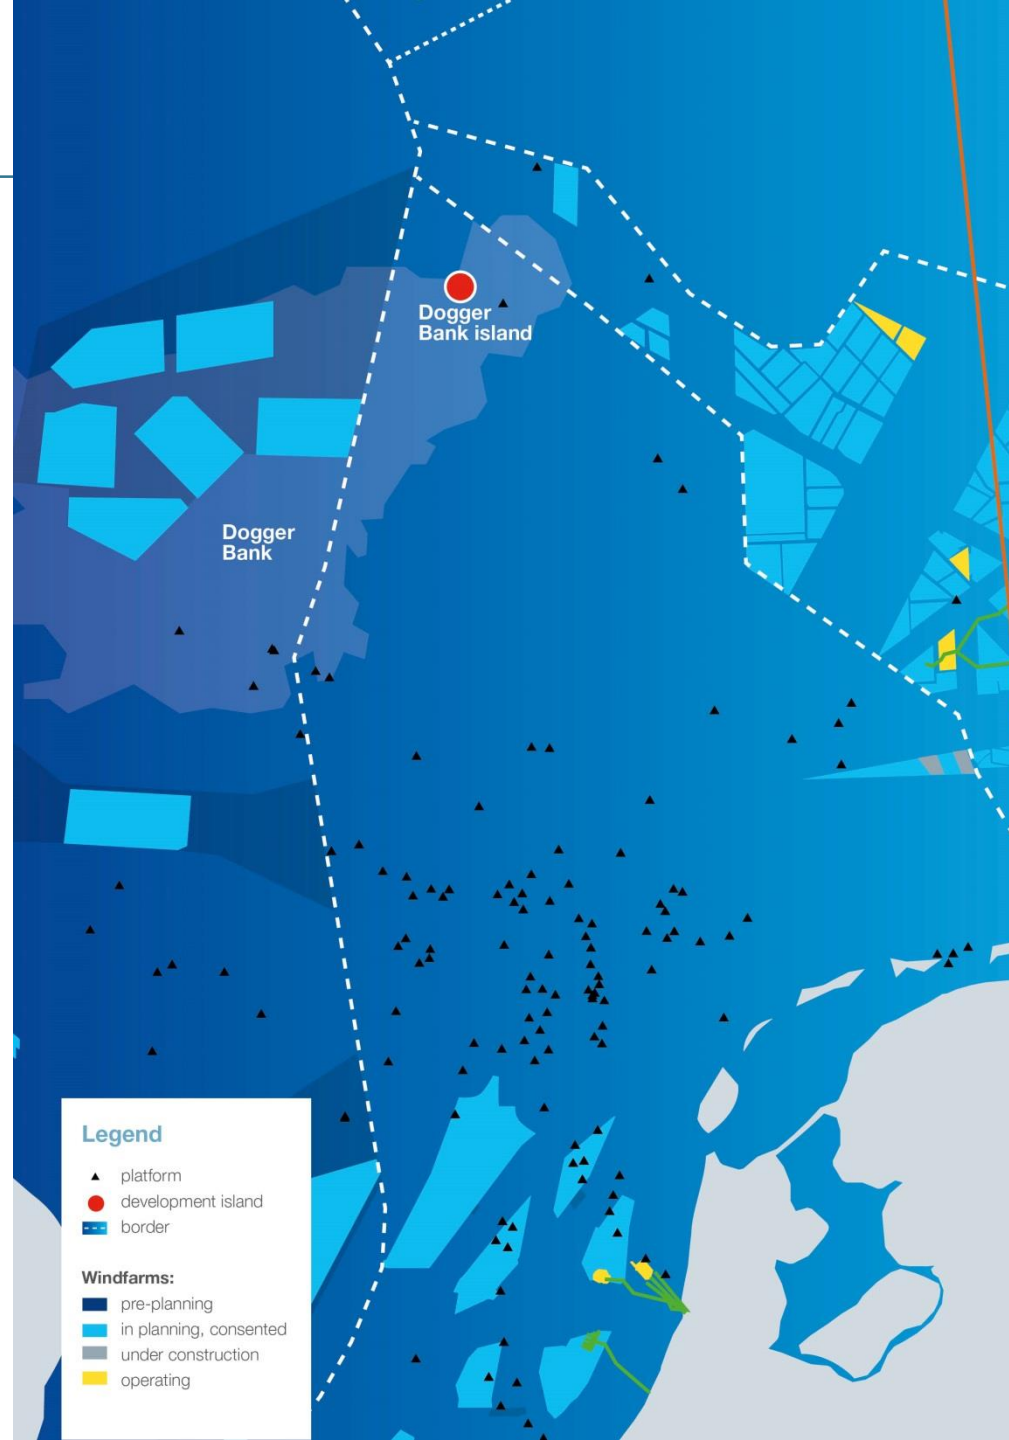 Dogger
Bank island
Dogger
Bank
Legend
platform
development island
border
Windfarms:
pre-planning
in planning, consented
under construction
operating